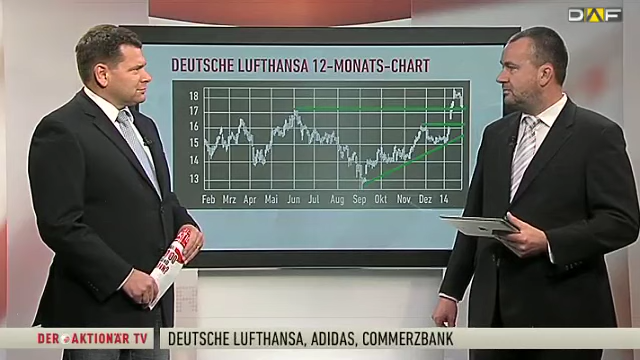 DAF
DEUTSCHE LUFTHANSA 12-MONATS-CHART
18
17
16
15
14
13
Feb Mrz Apr Mai Jun Jul Aug Sep Okt Nov Dez 14
DER AKTIONÄR TV
DEUTSCHE LUFTHANSA, ADIDAS, COMMERZBANK